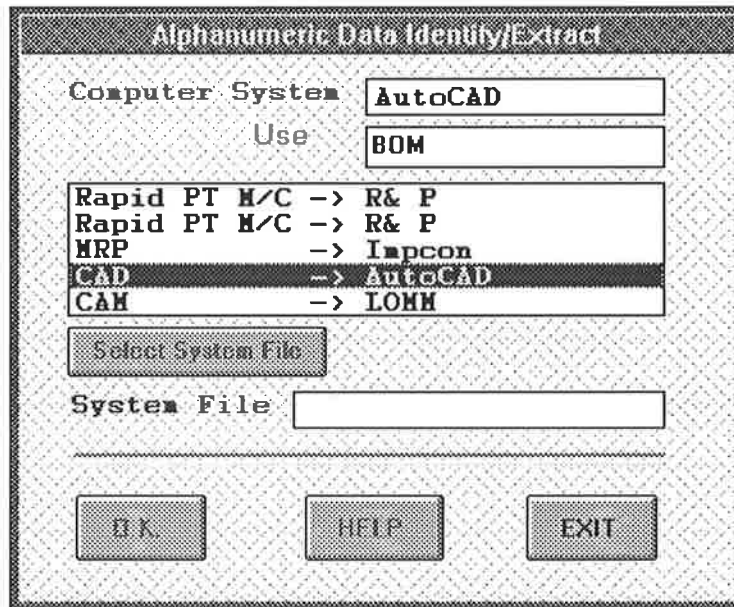 Alphanumeric Data Identify/Extract
Computer System AutoCAD
Use BOM
Rapid PT M/C -> R& P
Rapid PT M/C -> R& P
MRP -> Impcon
CAD -> AutoCAD
CAM -> LOMM
Select System File
System File
O.K. HELP EXIT